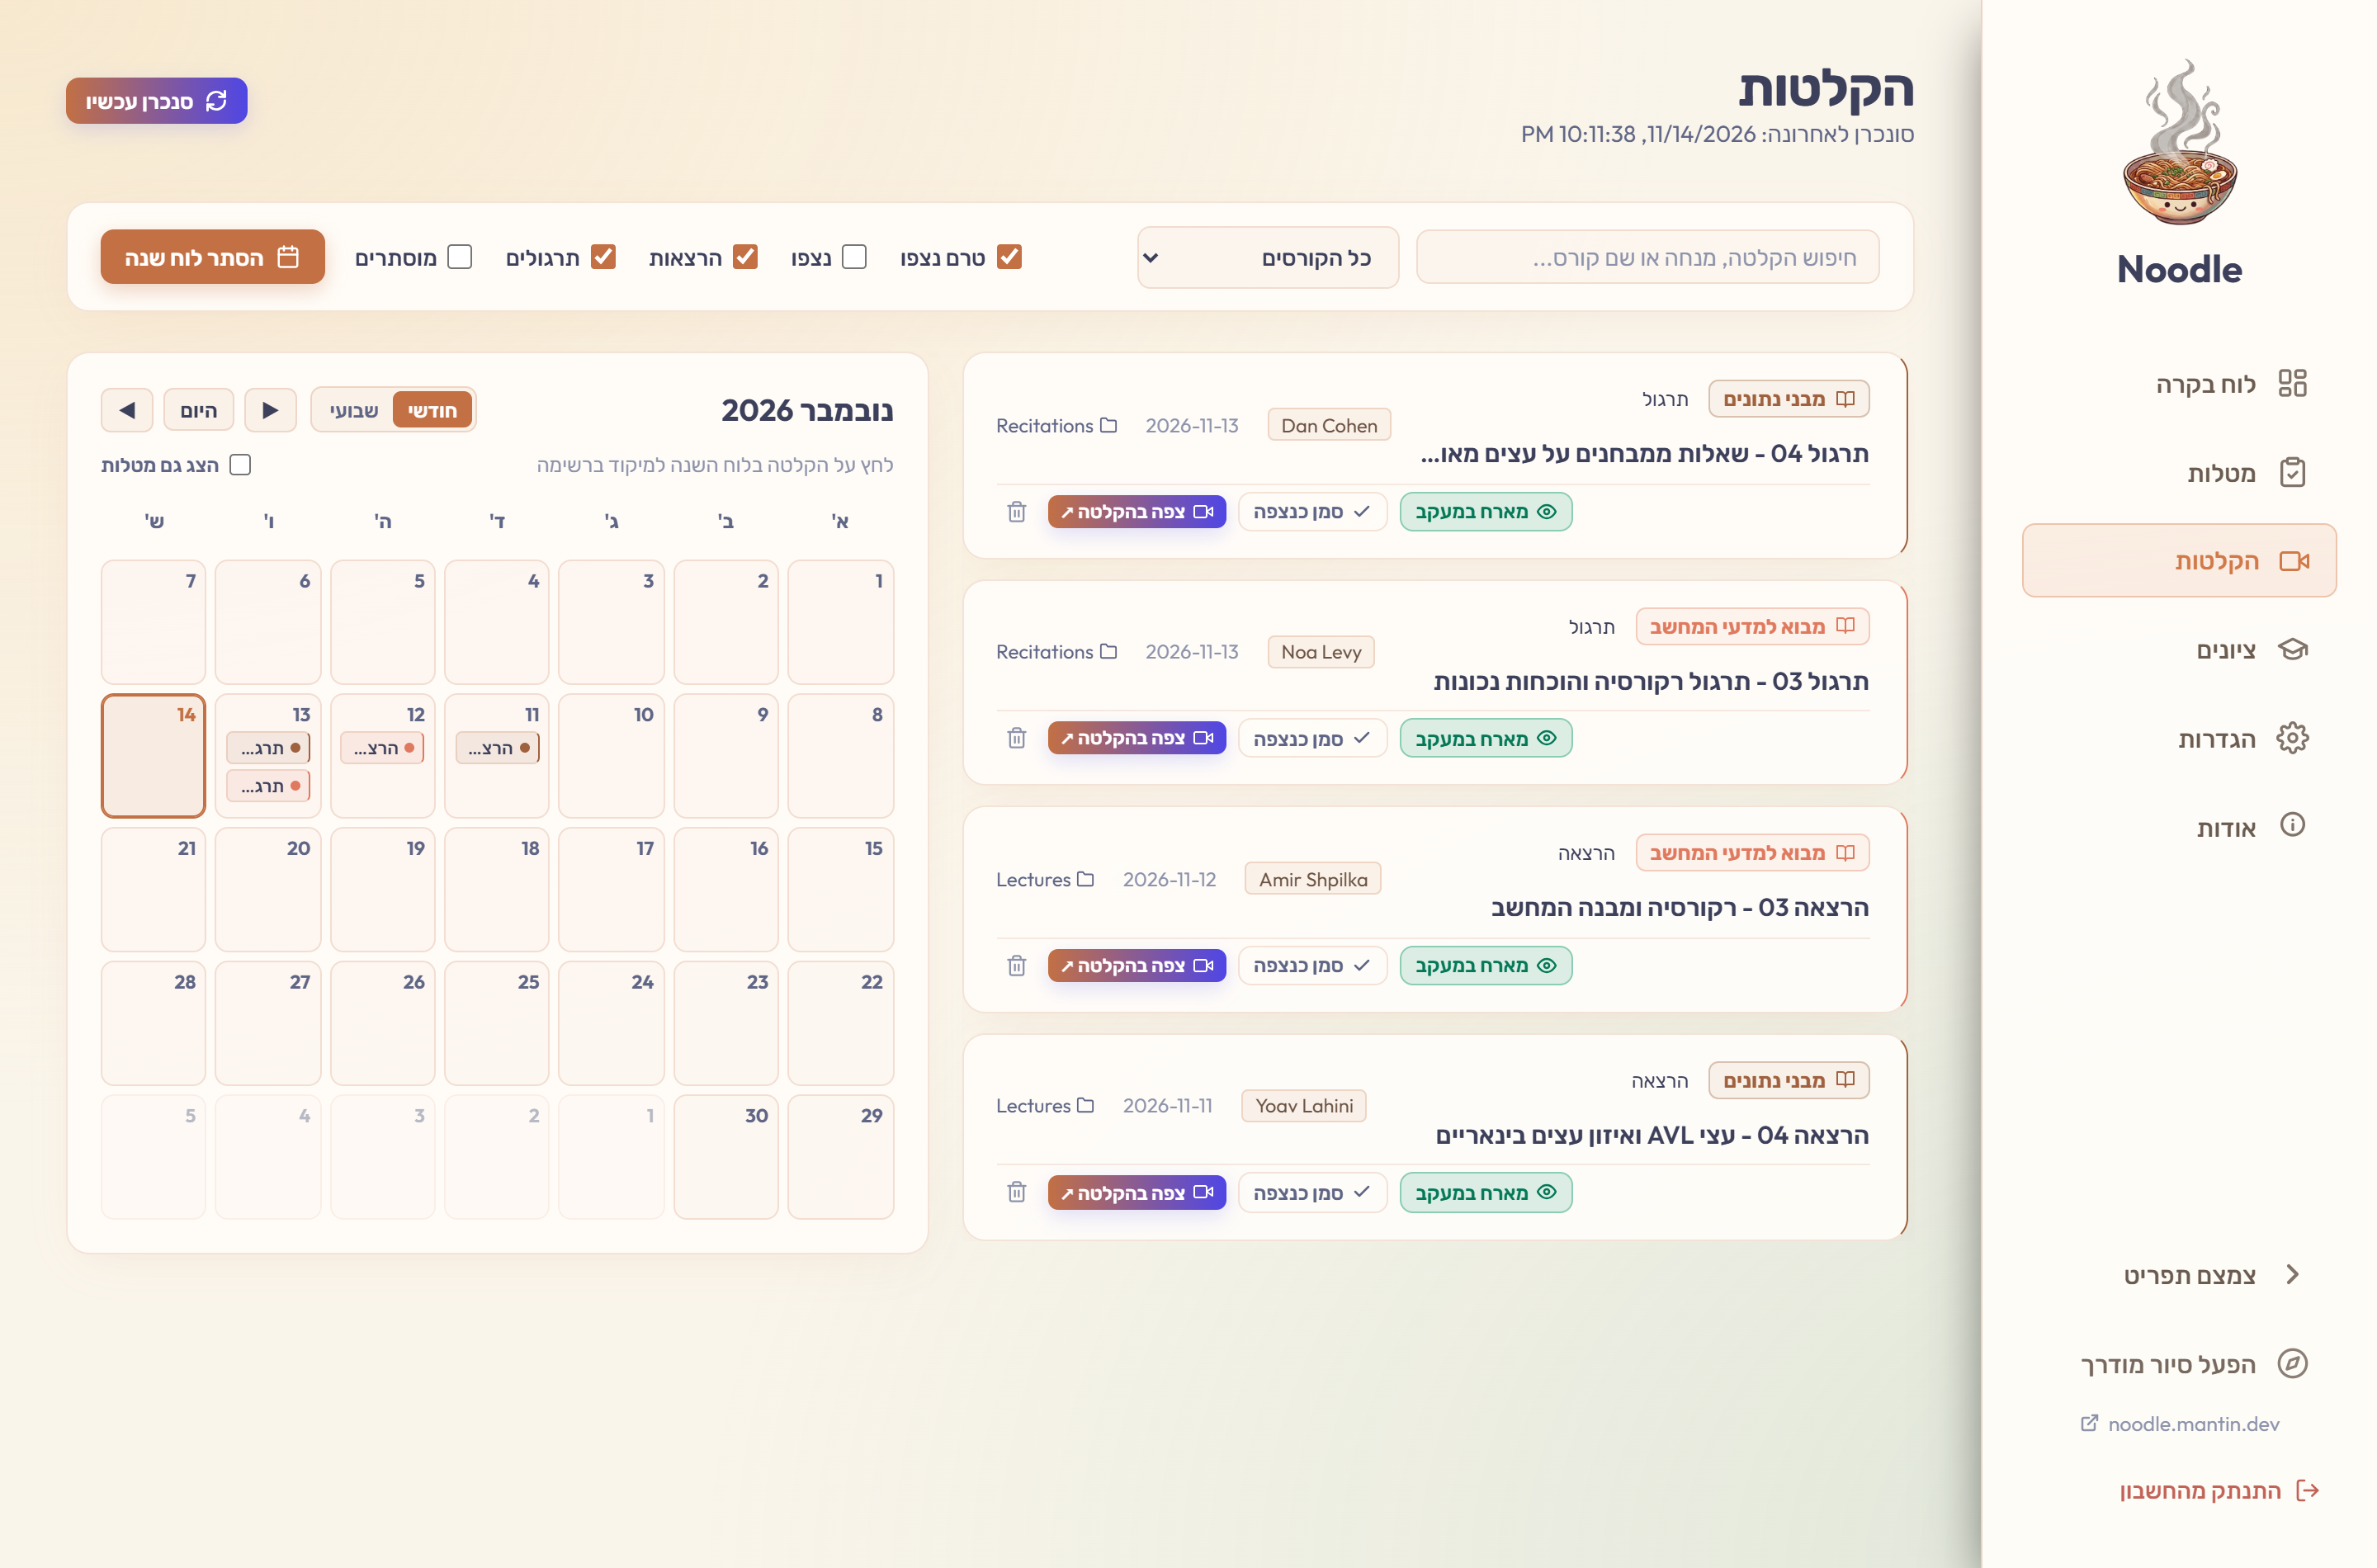 Noodle
לוח בקרה
מטלות
הקלטות
ציונים
הגדרות
אודות
צמצם תפריט
הפעל סיור מודרך
noodle.mantin.dev
התנתק מהחשבון
הקלטות
סונכרן לאחרונה: 11/14/2026, 10:11:38 PM
סנכרן עכשיו
חיפוש הקלטה, מנחה או שם קורס...
כל הקורסים
טרם נצפו
נצפו
הרצאות
תרגולים
מוסתרים
הסתר לוח שנה
מבני נתונים תרגול
תרגול 04 - שאלות ממבחנים על עצים מאו...
Dan Cohen 2026-11-13 Recitations
מארח במעקב סמן כנצפה צפה בהקלטה ↗
מבוא למדעי המחשב תרגול
תרגול 03 - תרגול רקורסיה והוכחות נכונות
Noa Levy 2026-11-13 Recitations
מארח במעקב סמן כנצפה צפה בהקלטה ↗
מבוא למדעי המחשב הרצאה
הרצאה 03 - רקורסיה ומבנה המחשב
Amir Shpilka 2026-11-12 Lectures
מארח במעקב סמן כנצפה צפה בהקלטה ↗
מבני נתונים הרצאה
הרצאה 04 - עצי AVL ואיזון עצים בינאריים
Yoav Lahini 2026-11-11 Lectures
מארח במעקב סמן כנצפה צפה בהקלטה ↗
נובמבר 2026
חודשי שבועי ▶ היום ◀
לחץ על הקלטה בלוח השנה למיקוד ברשימה
הצג גם מטלות
א' ב' ג' ד' ה' ו' ש'
1 2 3 4 5 6 7
8 9 10 11 12 13 14
הרצ... הרצ... תרג...
תרג...
15 16 17 18 19 20 21
22 23 24 25 26 27 28
29 30 1 2 3 4 5